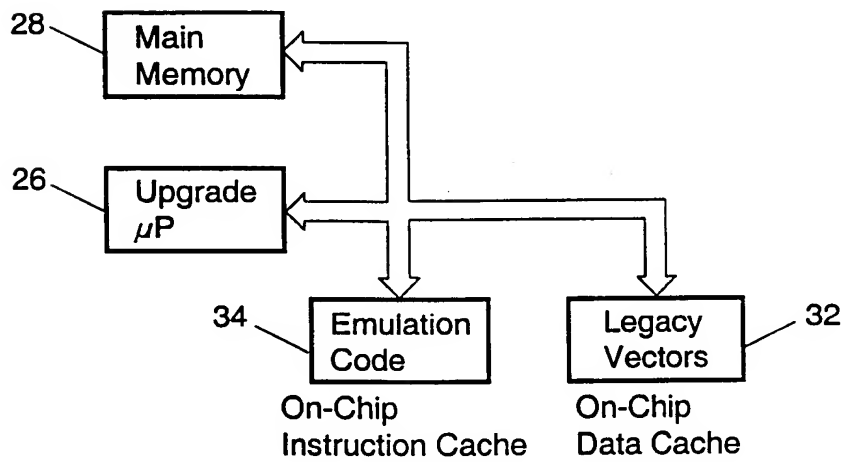 28
Main
Memory
26
Upgrade
µP
34
Emulation
Code
32
Legacy
Vectors
On-Chip
Instruction Cache
On-Chip
Data Cache